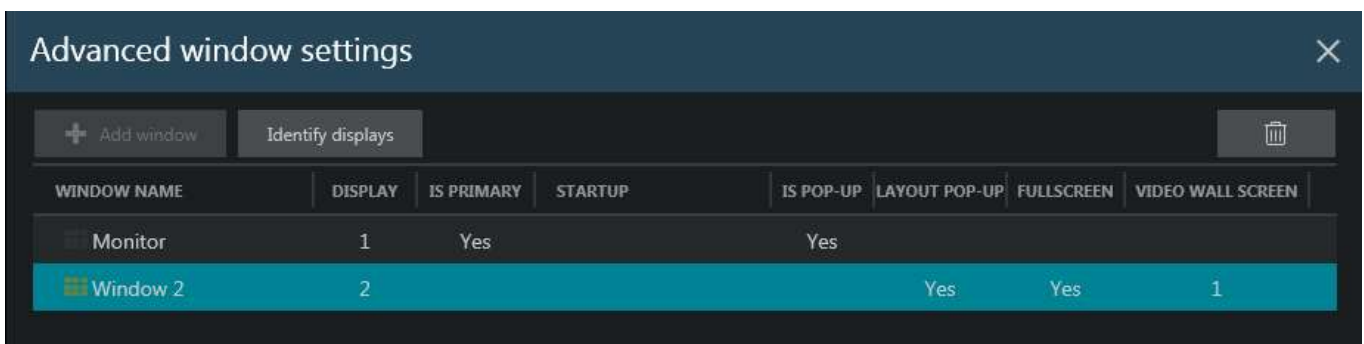 Advanced window settings
Add window Identify displays
WINDOW NAME DISPLAY IS PRIMARY STARTUP IS POP-UP LAYOUT POP-UP FULLSCREEN VIDEO WALL SCREEN
Monitor 1 Yes Yes
Window 2 2 Yes Yes 1